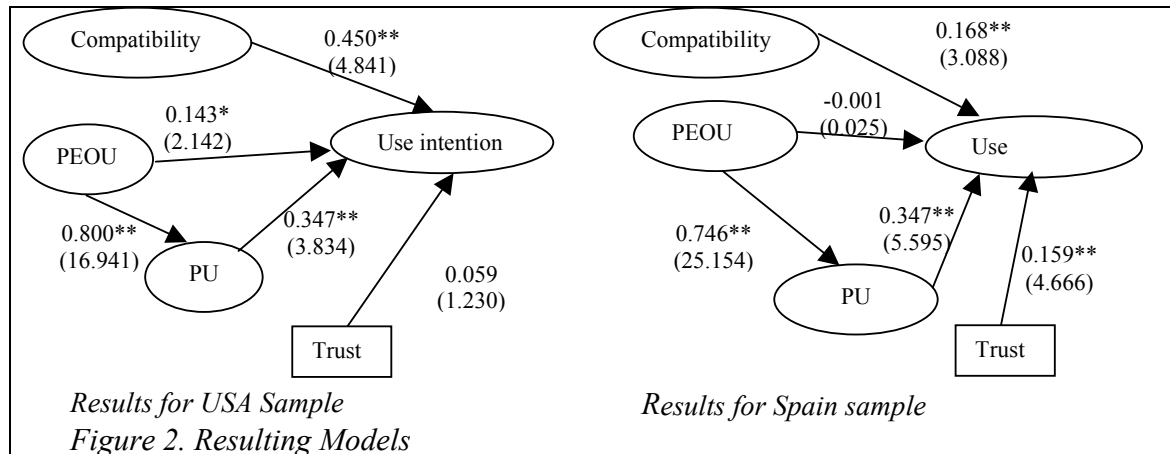 Compatibility
0.450**
(4.841)
0.143*
(2.142)
PEOU
Use intention
0.800**
(16.941)
0.347**
(3.834)
PU
0.059
(1.230)
Trust
Results for USA Sample
Compatibility
0.168**
(3.088)
-0.001
(0.025)
PEOU
Use
0.746**
(25.154)
0.347**
(5.595)
PU
0.159**
(4.666)
Trust
Results for Spain sample
Figure 2. Resulting Models